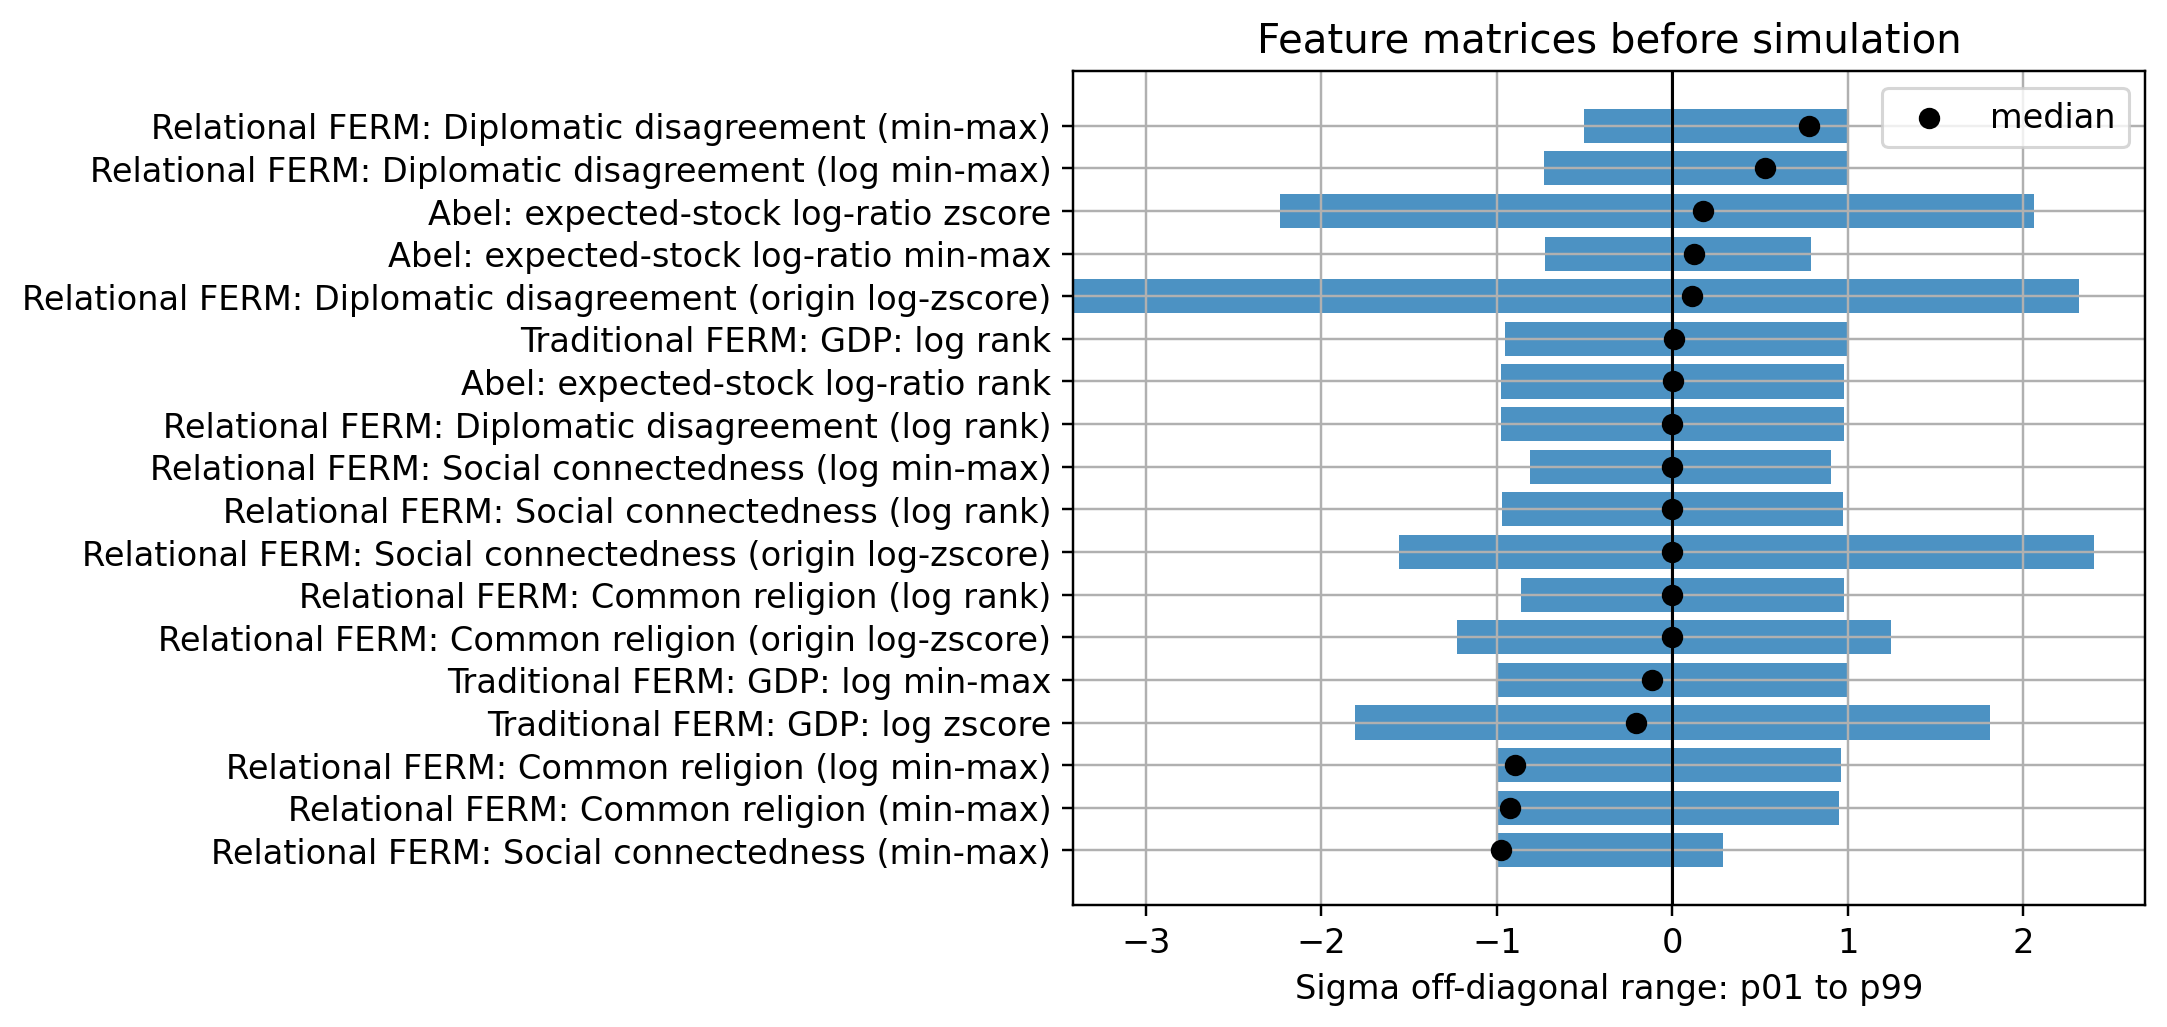 Feature matrices before simulation
median
Relational FERM: Diplomatic disagreement (min-max)
Relational FERM: Diplomatic disagreement (log min-max)
Abel: expected-stock log-ratio zscore
Abel: expected-stock log-ratio min-max
Relational FERM: Diplomatic disagreement (origin log-zscore)
Traditional FERM: GDP: log rank
Abel: expected-stock log-ratio rank
Relational FERM: Diplomatic disagreement (log rank)
Relational FERM: Social connectedness (log min-max)
Relational FERM: Social connectedness (log rank)
Relational FERM: Social connectedness (origin log-zscore)
Relational FERM: Common religion (log rank)
Relational FERM: Common religion (origin log-zscore)
Traditional FERM: GDP: log min-max
Traditional FERM: GDP: log zscore
Relational FERM: Common religion (log min-max)
Relational FERM: Common religion (min-max)
Relational FERM: Social connectedness (min-max)
−3 −2 −1 0 1 2
Sigma off-diagonal range: p01 to p99